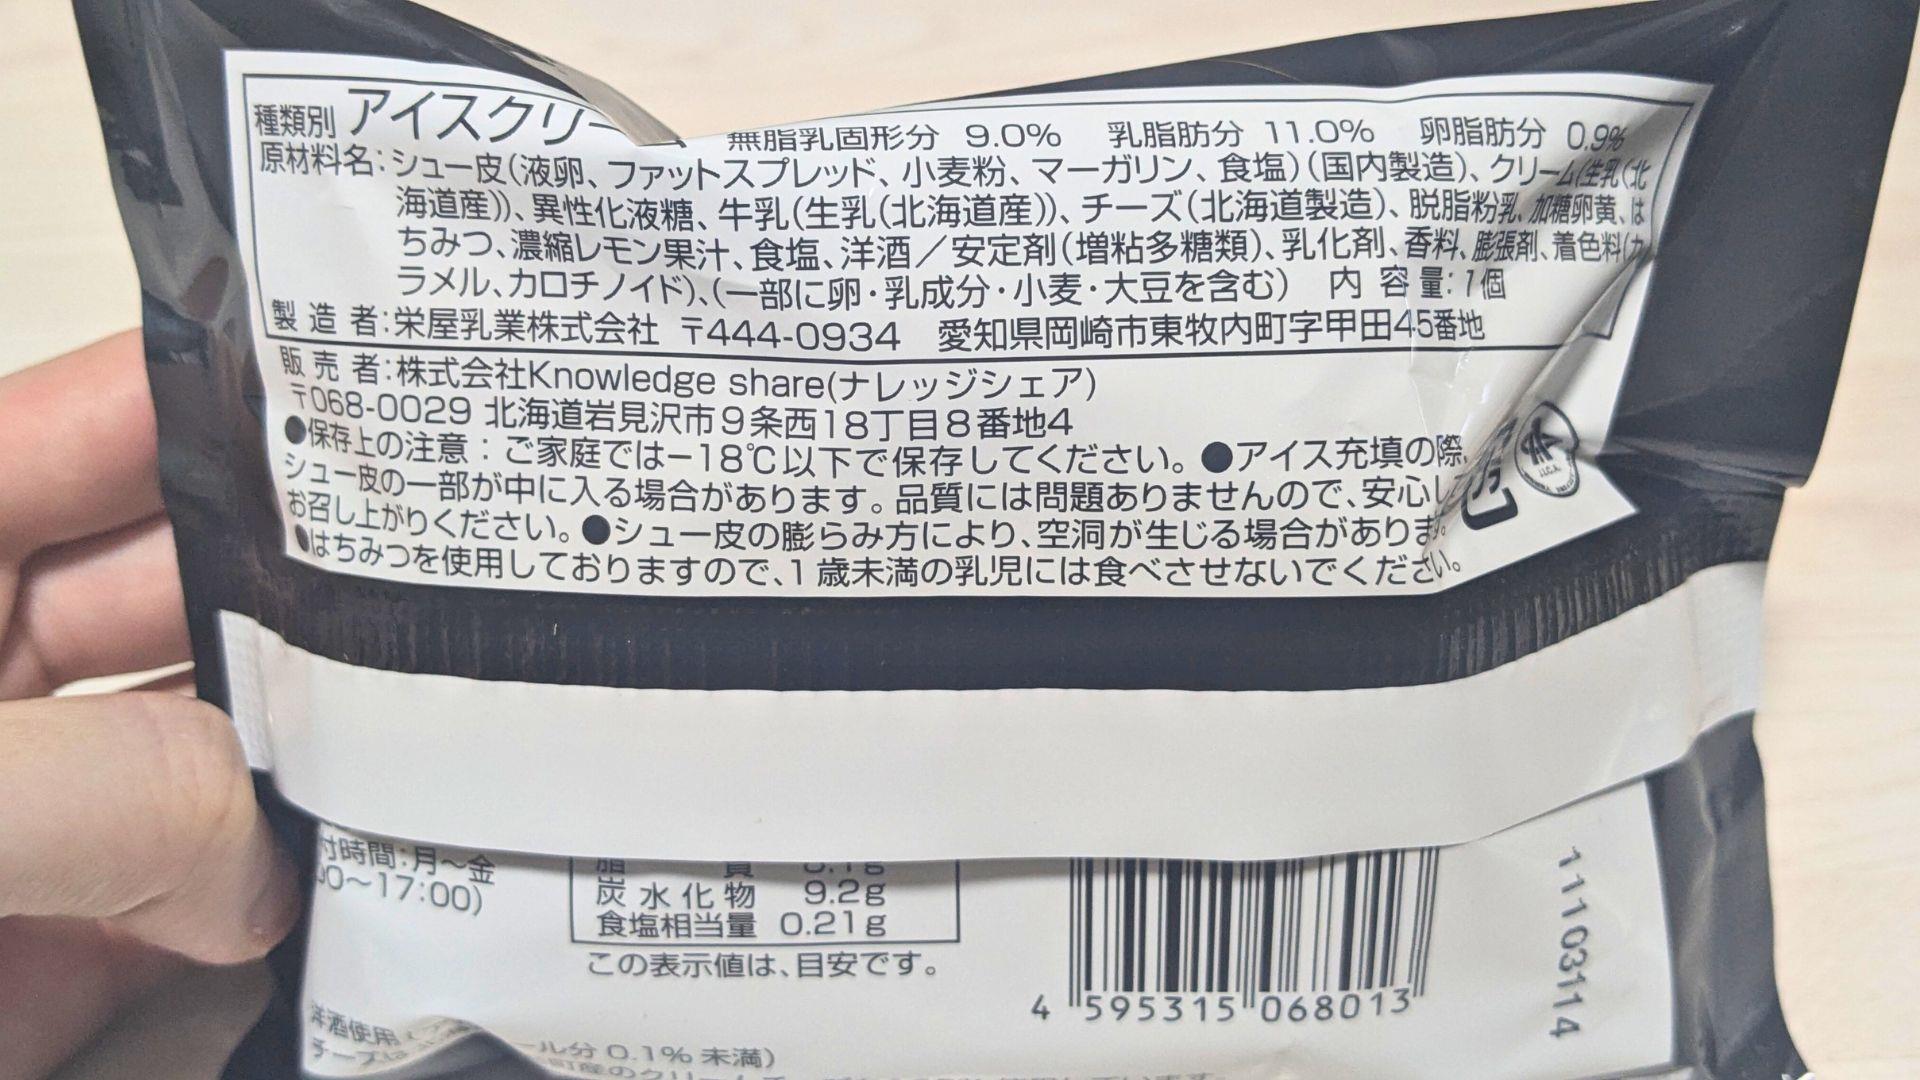 種類別 アイスクリー 無脂乳固形分 9.0% 乳脂肪分 11.0% 卵脂肪分 0.9%
原材料名:シュー皮(液卵、ファットスプレッド、小麦粉、マーガリン、食塩)(国内製造)、クリーム(生乳(北
海道産))、異性化液糖、牛乳(生乳(北海道産))、チーズ(北海道製造)、脱脂粉乳、加糖卵黄、は
ちみつ、濃縮レモン果汁、食塩、洋酒/安定剤(増粘多糖類)、乳化剤、香料、膨張剤、着色料(カ
ラメル、カロチノイド)、(一部に卵・乳成分・小麦・大豆を含む) 内容量:1個
製造者:栄屋乳業株式会社 〒444-0934 愛知県岡崎市東牧内町字甲田45番地
販売者:株式会社Knowledge share(ナレッジシェア)
〒068-0029 北海道岩見沢市9条西18丁目8番地4
●保存上の注意:ご家庭では−18℃以下で保存してください。●アイス充填の際、
シュー皮の一部が中に入る場合があります。品質には問題ありませんので、安心して
お召し上がりください。●シュー皮の膨らみ方により、空洞が生じる場合があります。
●はちみつを使用しておりますので、1歳未満の乳児には食べさせないでください。
付時間:月～金
00～17:00)
炭水化物 9.2g
食塩相当量 0.21g
この表示値は、目安です。
4 595315 068013
111 03114
洋酒使用
ール分 0.1% 未満)